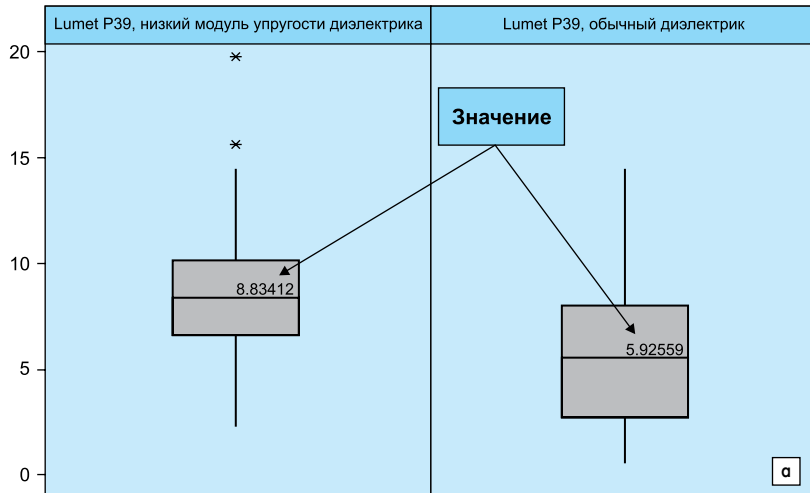 Lumet P39, низкий модуль упругости диэлектрика
Lumet P39, обычный диэлектрик
20
Значение
15
10
8.83412
5.92559
5
0
а